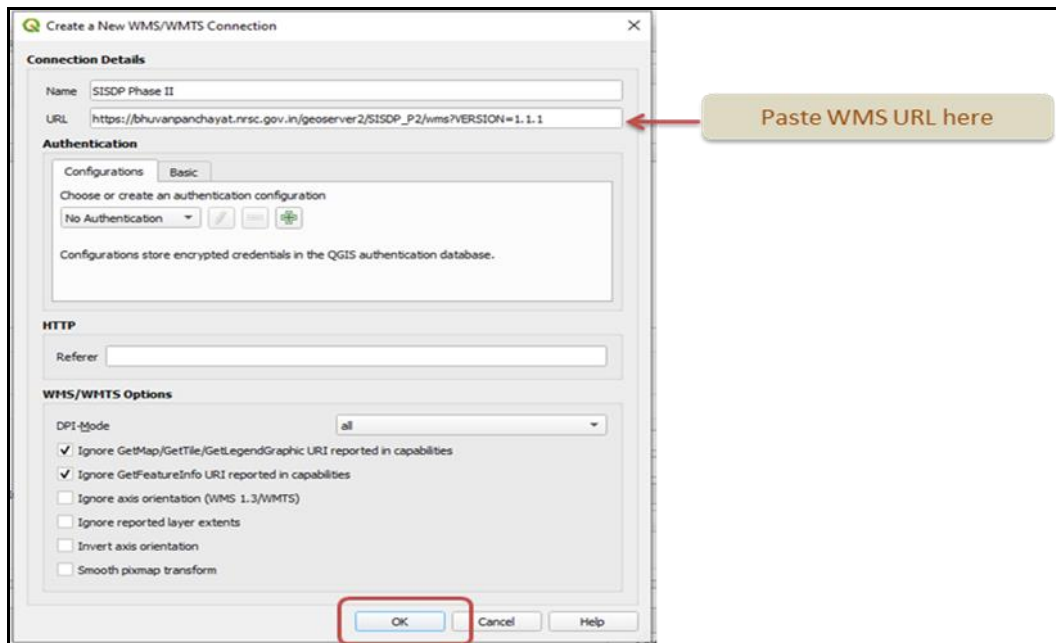 Create a New WMS/WMTS Connection
Connection Details
Name SISDP Phase II
URL https://bhuvanpanchayat.nrsc.gov.in/geoserver2/SISDP_P2/wms?VERSION=1.1.1
Paste WMS URL here
Authentication
Configurations Basic
Choose or create an authentication configuration
No Authentication
Configurations store encrypted credentials in the QGIS authentication database.
HTTP
Referer
WMS/WMTS Options
DPI-Mode all
Ignore GetMap/GetTile/GetLegendGraphic URI reported in capabilities
Ignore GetFeatureInfo URI reported in capabilities
Ignore axis orientation (WMS 1.3/WMTS)
Ignore reported layer extents
Invert axis orientation
Smooth pixmap transform
OK Cancel Help